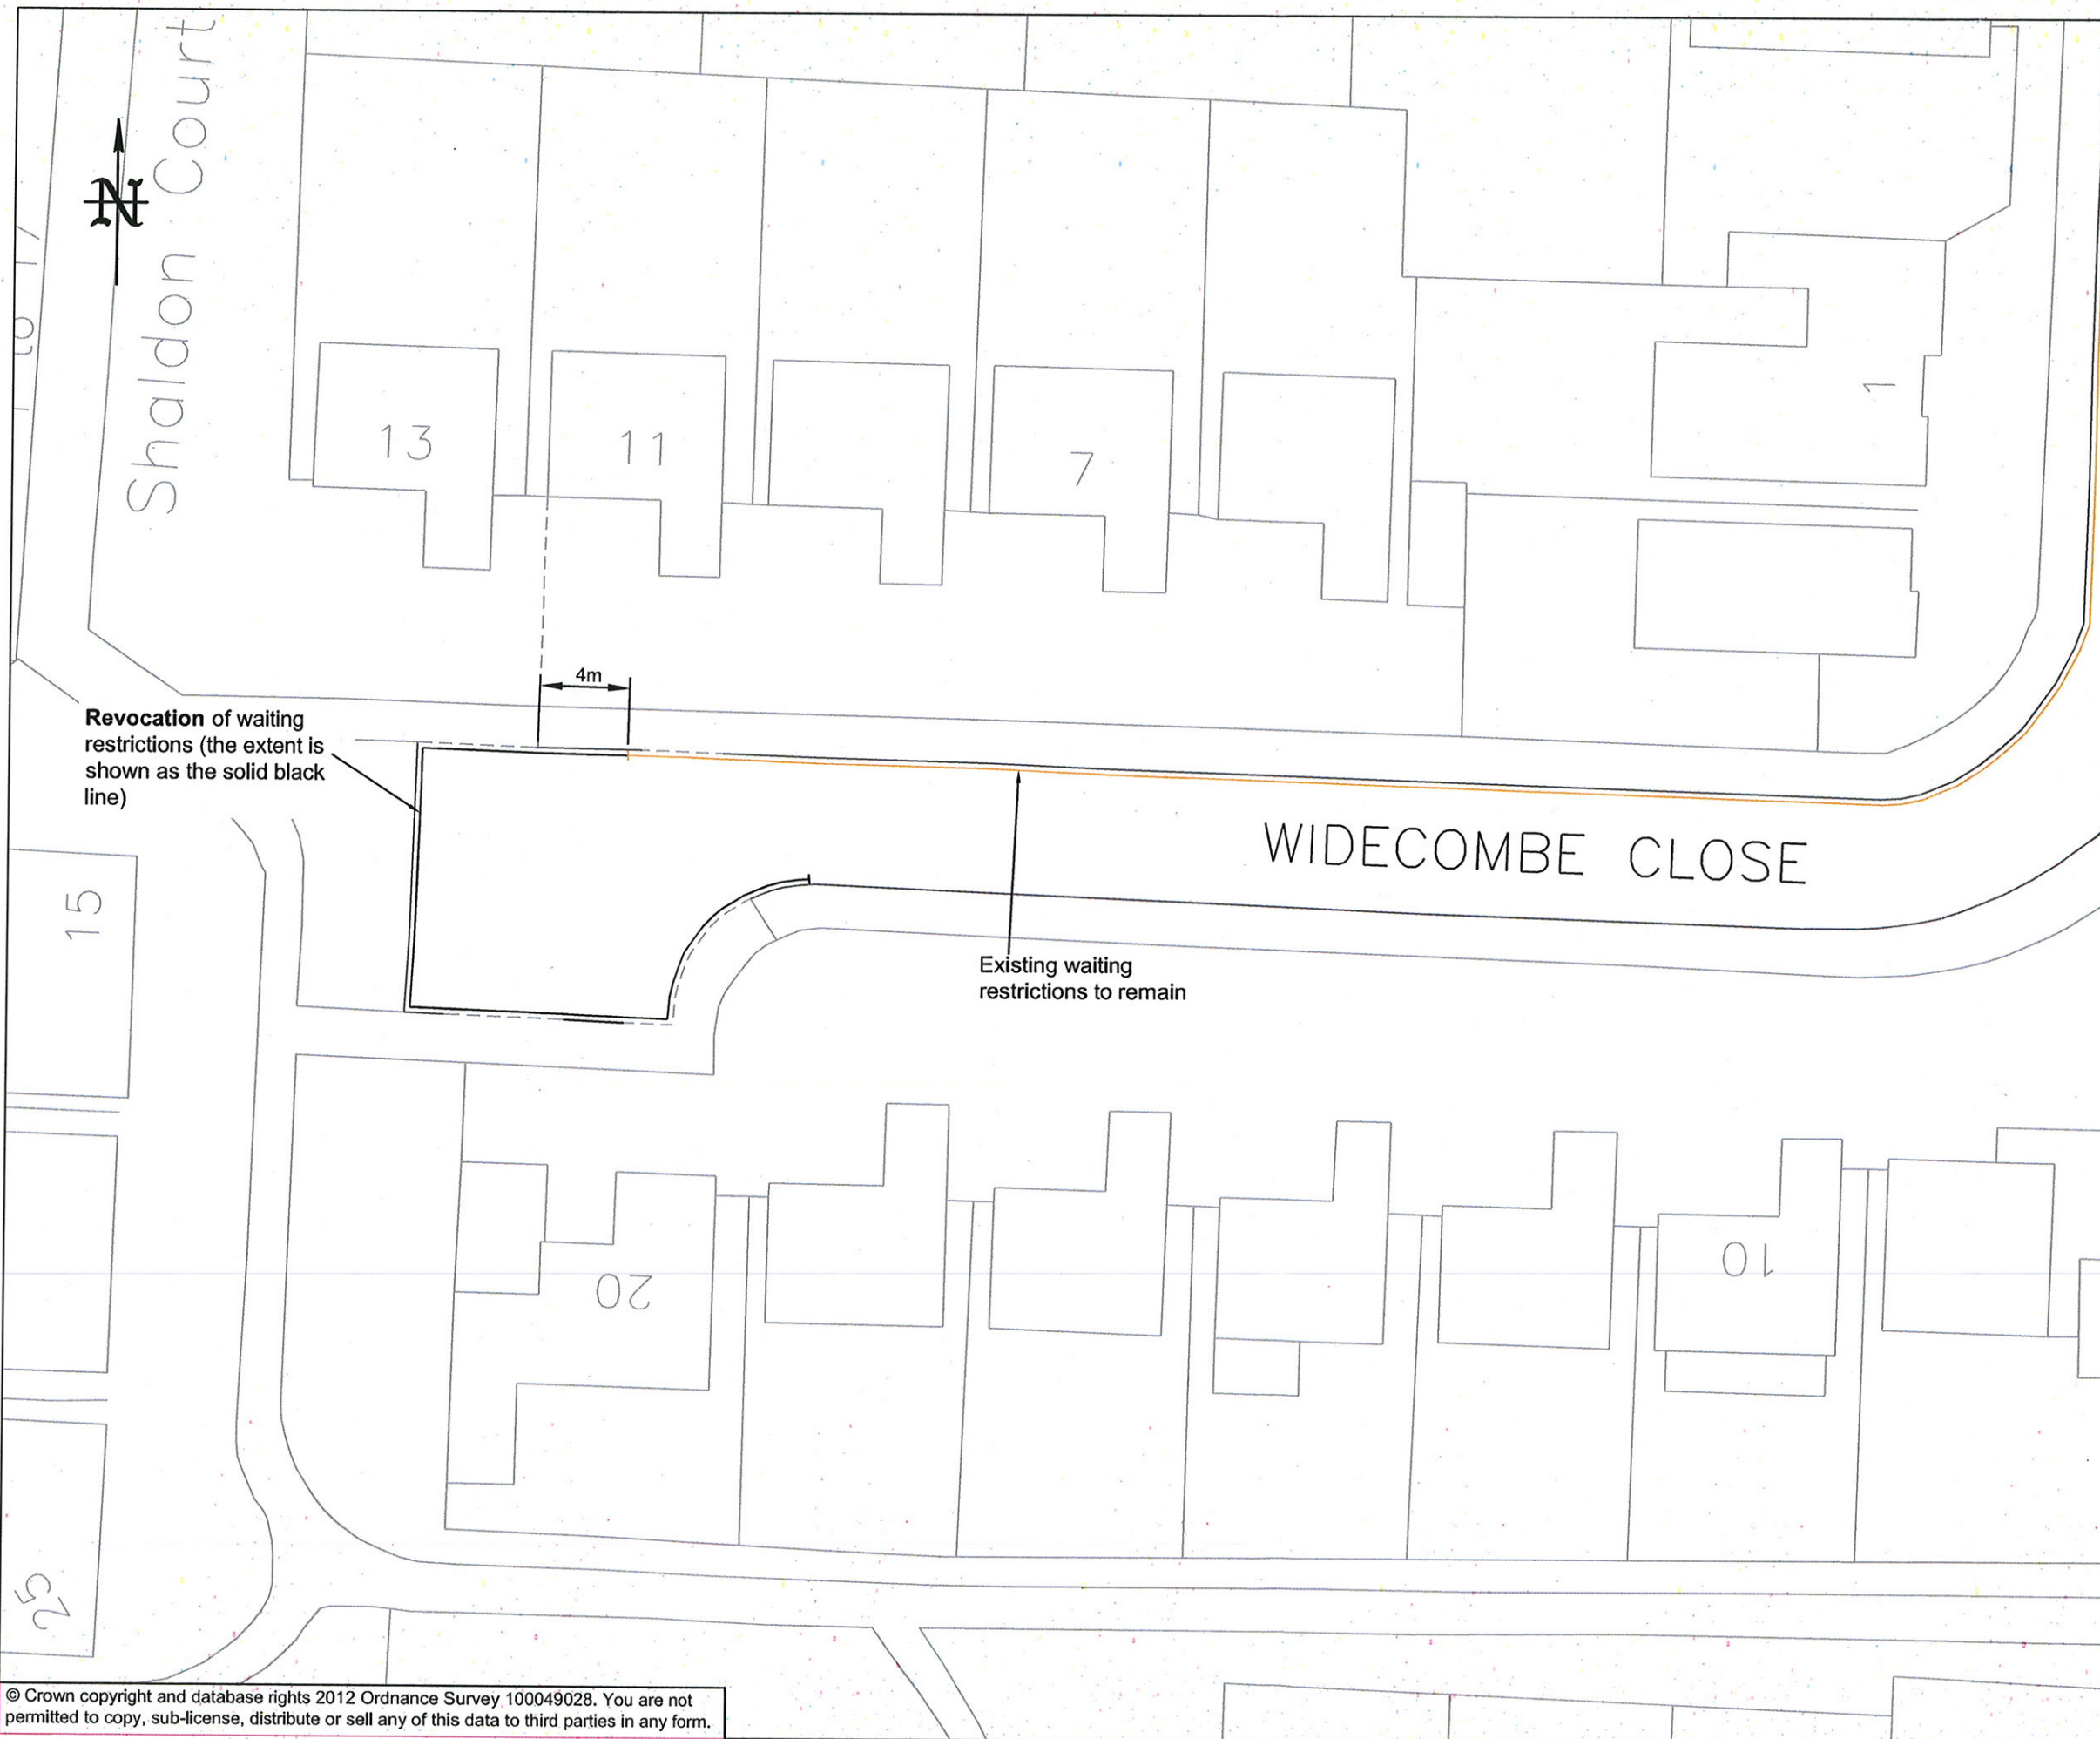 Shaldon Court
N
1 to 17
13
11
7
1
4m
Revocation of waiting
restrictions (the extent is
shown as the solid black
line)
WIDECOMBE CLOSE
15
Existing waiting
restrictions to remain
20
10
25
© Crown copyright and database rights 2012 Ordnance Survey 100049028. You are not
permitted to copy, sub-license, distribute or sell any of this data to third parties in any form.